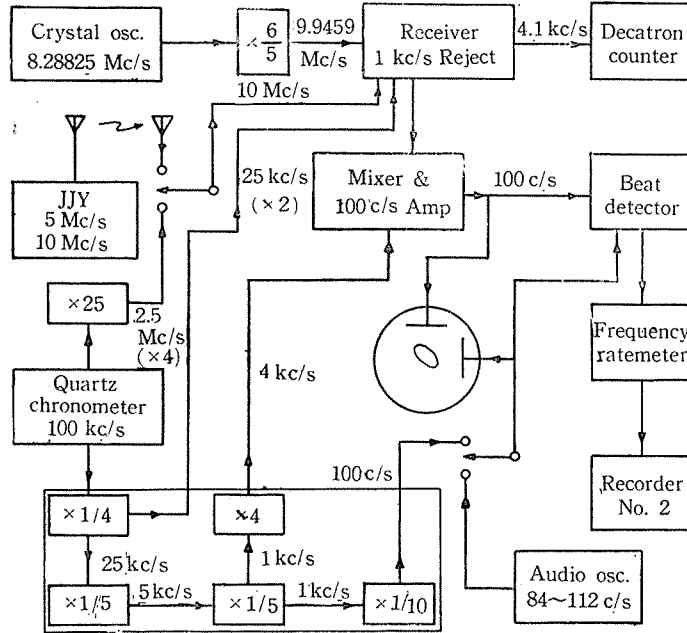 Crystal osc.
8.28825 Mc/s
× 6/5
9.9459
Mc/s
Receiver
1 kc/s Reject
4.1 kc/s
Decatron
counter
10 Mc/s
JJY
5 Mc/s
10 Mc/s
25 kc/s
(×2)
Mixer &
100 c/s Amp
100 c/s
Beat
detector
×25
2.5
Mc/s
(×4)
Quartz
chronometer
100 kc/s
4 kc/s
Frequency
ratemeter
100 c/s
Recorder
No. 2
×1/4
×4
25 kc/s
1 kc/s
×1/5
5 kc/s
×1/5
1 kc/s
×1/10
Audio osc.
84~112 c/s